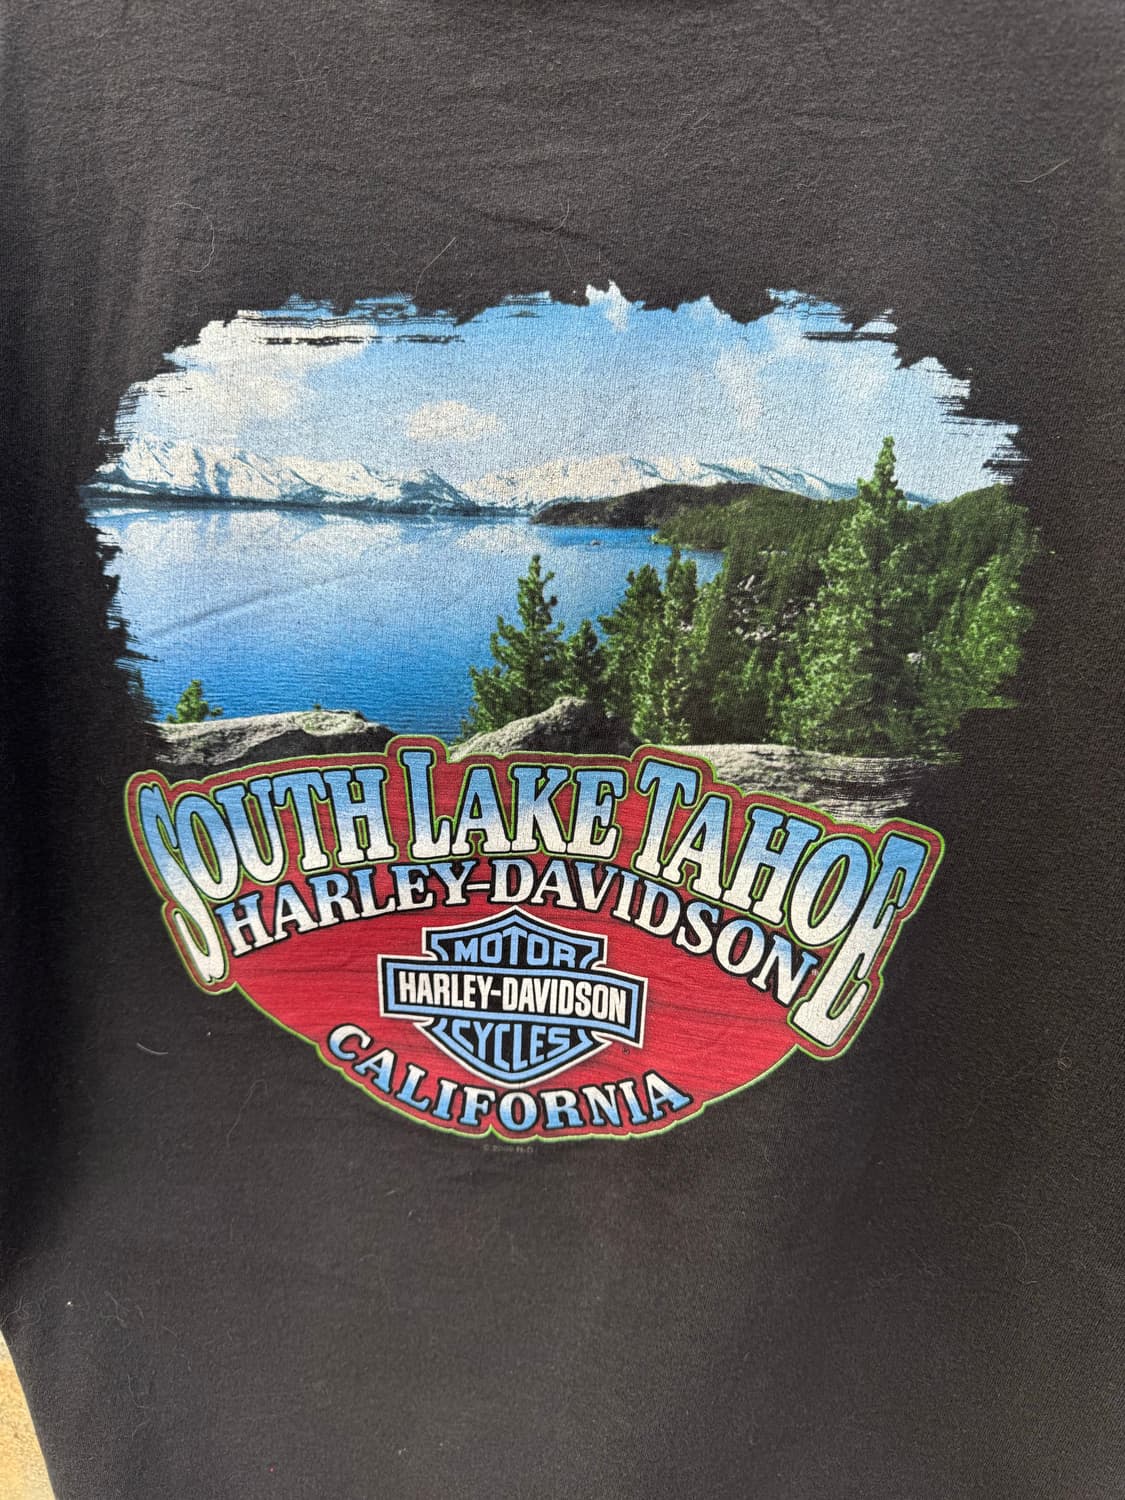 SOUTH LAKE TAHOE
HARLEY-DAVIDSON
MOTOR
HARLEY-DAVIDSON
CYCLES
CALIFORNIA